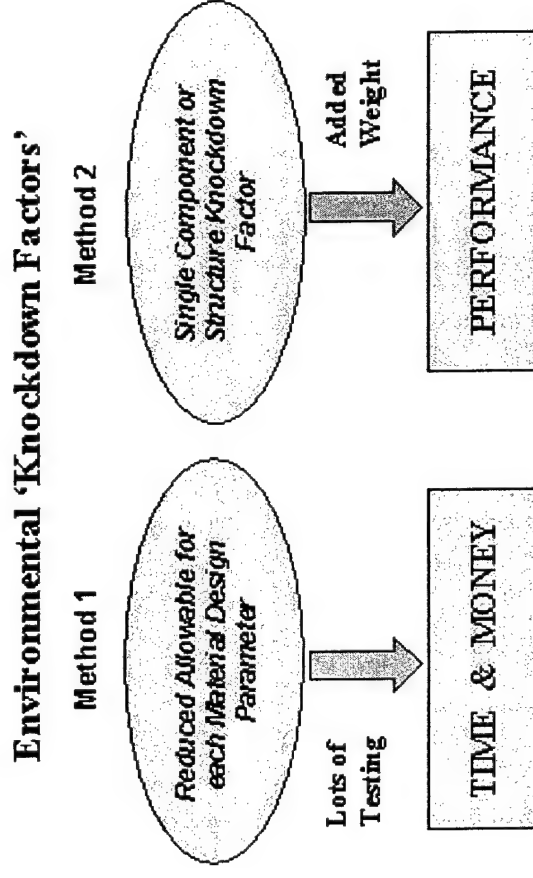 Environmental ‘Knockdown Factors’
Method 1
Reduced Allowable for
each Material Design
Parameter
Lots of
Testing
TIME & MONEY
Method 2
Single Component or
Structure Knockdown
Factor
Added
Weight
PERFORMANCE